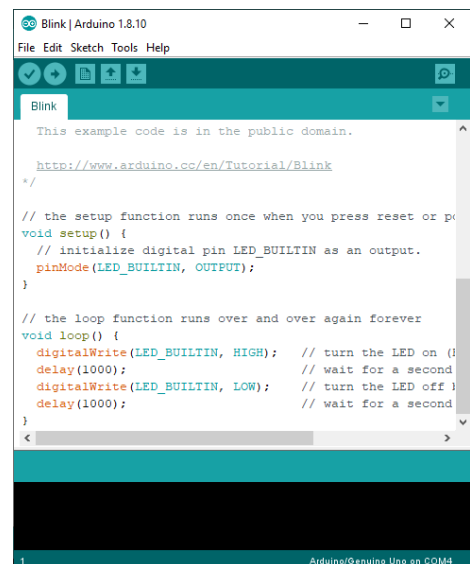 Blink | Arduino 1.8.10
File Edit Sketch Tools Help
Blink
This example code is in the public domain.
http://www.arduino.cc/en/Tutorial/Blink
*/
// the setup function runs once when you press reset or
void setup() {
// initialize digital pin LED_BUILTIN as an output.
pinMode(LED_BUILTIN, OUTPUT);
}
// the loop function runs over and over again forever
void loop() {
digitalWrite(LED_BUILTIN, HIGH); // turn the LED on
delay(1000); // wait for a second
digitalWrite(LED_BUILTIN, LOW); // turn the LED off
delay(1000); // wait for a second
}
1 Arduino/Genuino Uno on COM4